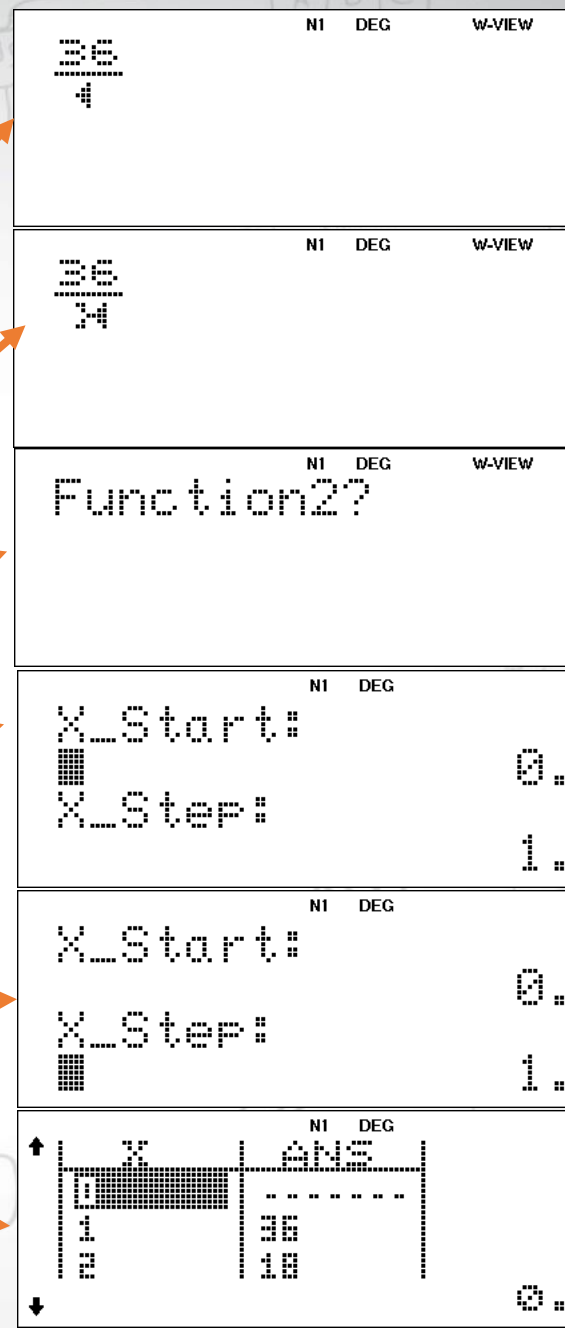 N1 DEG W-VIEW
36
N1 DEG W-VIEW
36
X
N1 DEG W-VIEW
Function2?
N1 DEG
X_Start:
0.
X_Step:
1.
N1 DEG
X_Start:
0.
X_Step:
1.
N1 DEG
X ANS
0 -------
1 36
2 18
0.